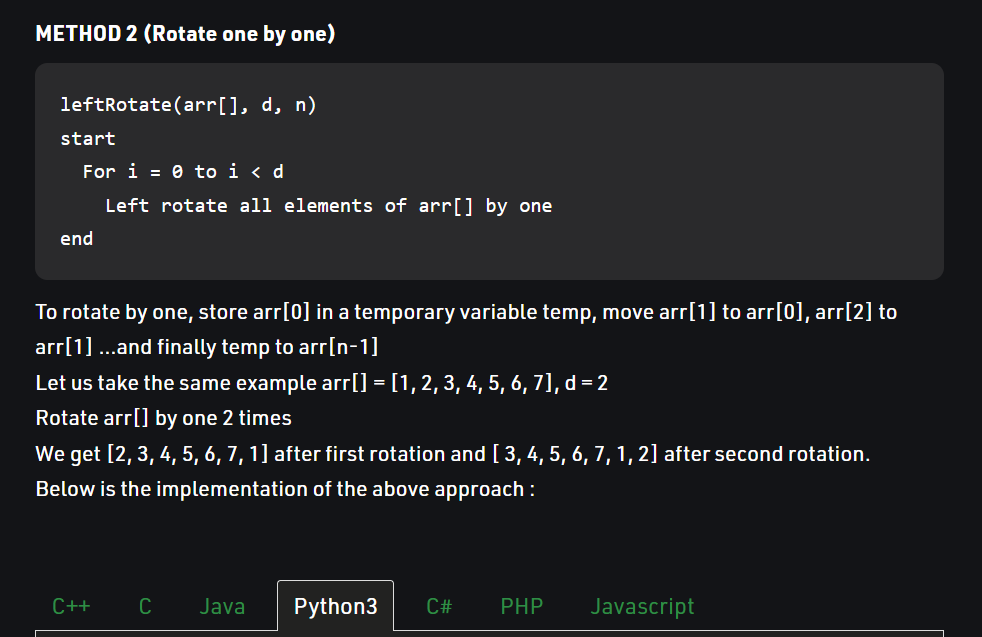 METHOD 2 (Rotate one by one)
leftRotate(arr[], d, n)
start
  For i = 0 to i < d
    Left rotate all elements of arr[] by one
end
To rotate by one, store arr[0] in a temporary variable temp, move arr[1] to arr[0], arr[2] to
arr[1] ...and finally temp to arr[n-1]
Let us take the same example arr[] = [1, 2, 3, 4, 5, 6, 7], d = 2
Rotate arr[] by one 2 times
We get [2, 3, 4, 5, 6, 7, 1] after first rotation and [ 3, 4, 5, 6, 7, 1, 2] after second rotation.
Below is the implementation of the above approach :
C++ C Java Python3 C# PHP Javascript